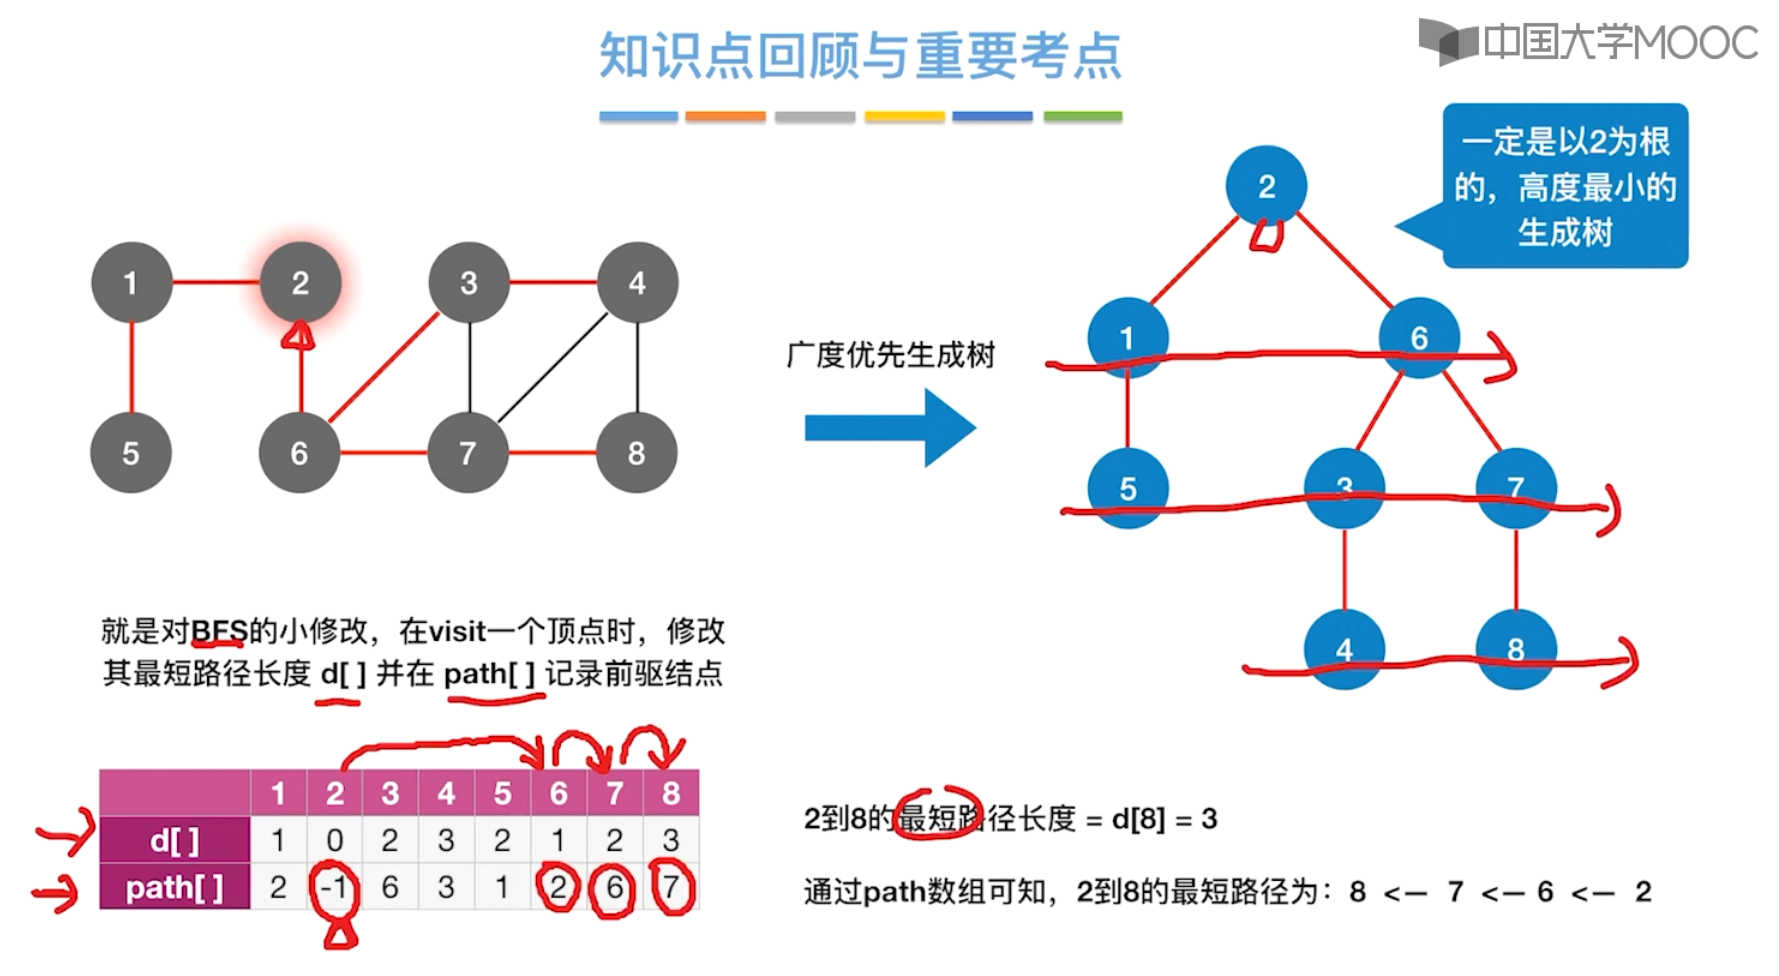 知识点回顾与重要考点
中国大学MOOC
一定是以2为根
的，高度最小的
生成树
1 2 3 4
5 6 7 8
广度优先生成树
2
1 6
5 3 7
4 8
就是对BFS的小修改，在visit一个顶点时，修改
其最短路径长度 d[ ] 并在 path[ ] 记录前驱结点
1 2 3 4 5 6 7 8
d[ ] 1 0 2 3 2 1 2 3
path[ ] 2 -1 6 3 1 2 6 7
2到8的最短路径长度 = d[8] = 3
通过path数组可知，2到8的最短路径为：8 <— 7 <— 6 <— 2